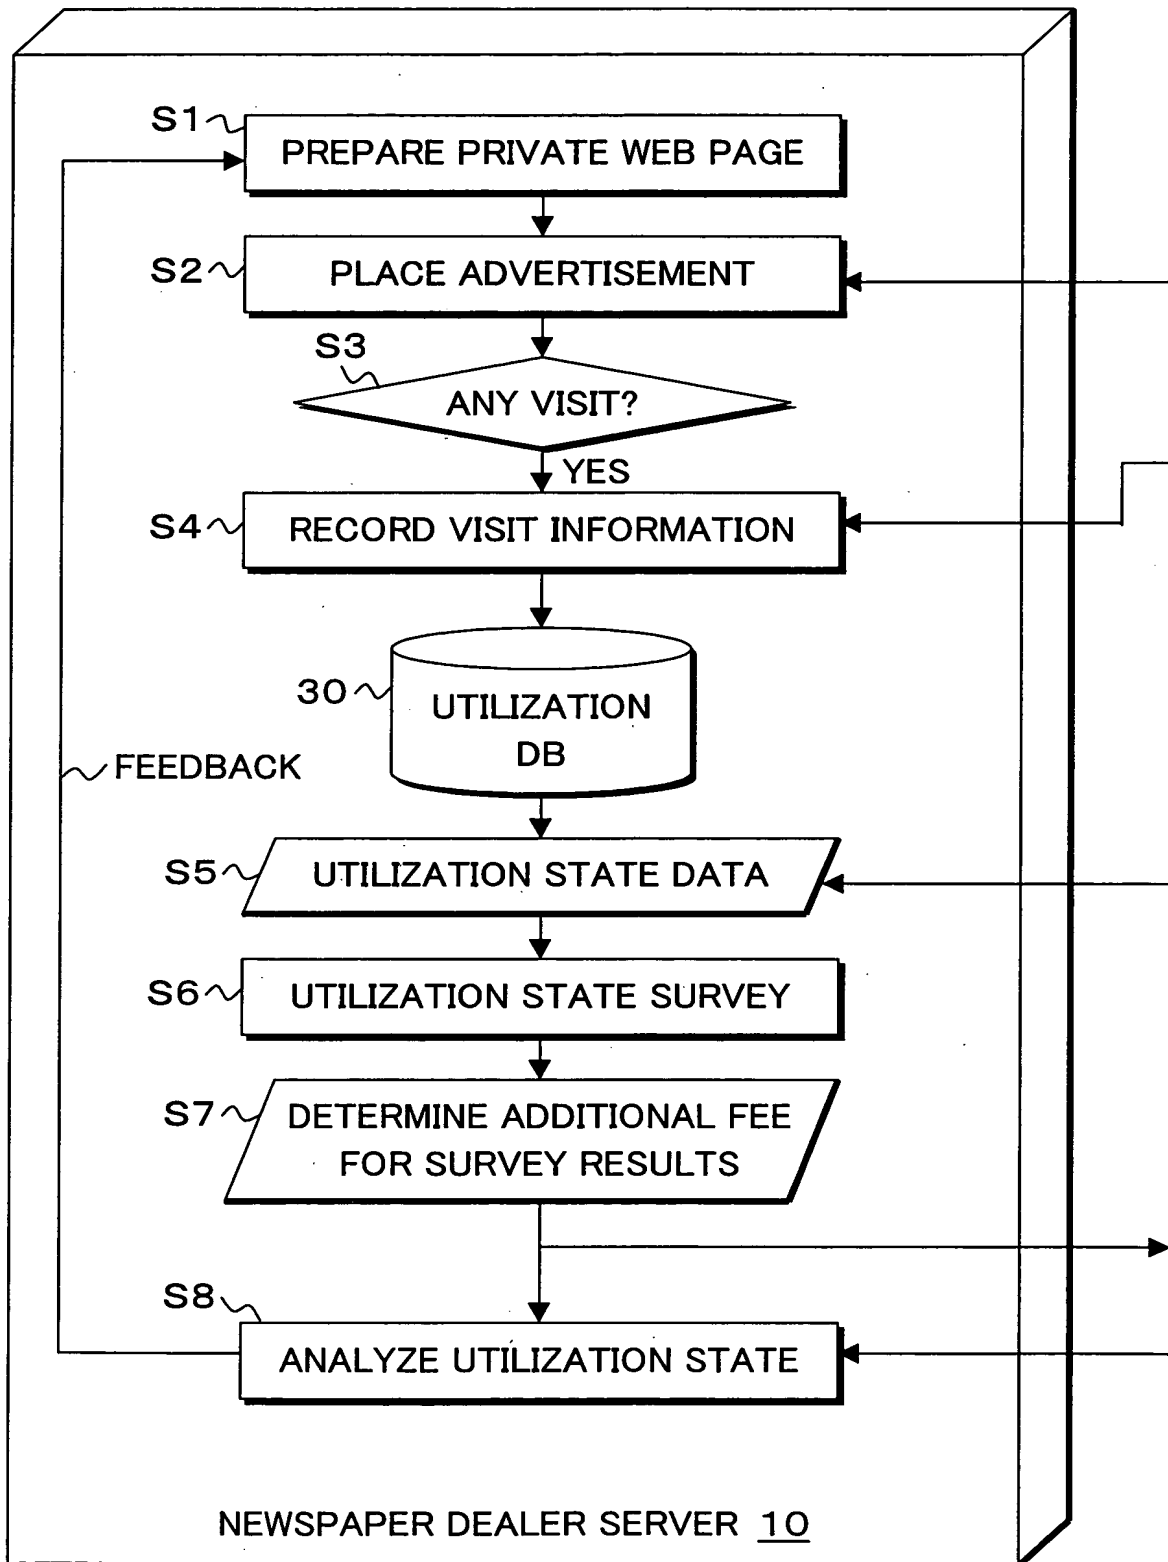 S1
PREPARE PRIVATE WEB PAGE
S2
PLACE ADVERTISEMENT
S3
ANY VISIT?
YES
S4
RECORD VISIT INFORMATION
30
UTILIZATION
DB
FEEDBACK
S5
UTILIZATION STATE DATA
S6
UTILIZATION STATE SURVEY
S7
DETERMINE ADDITIONAL FEE
FOR SURVEY RESULTS
S8
ANALYZE UTILIZATION STATE
NEWSPAPER DEALER SERVER 10